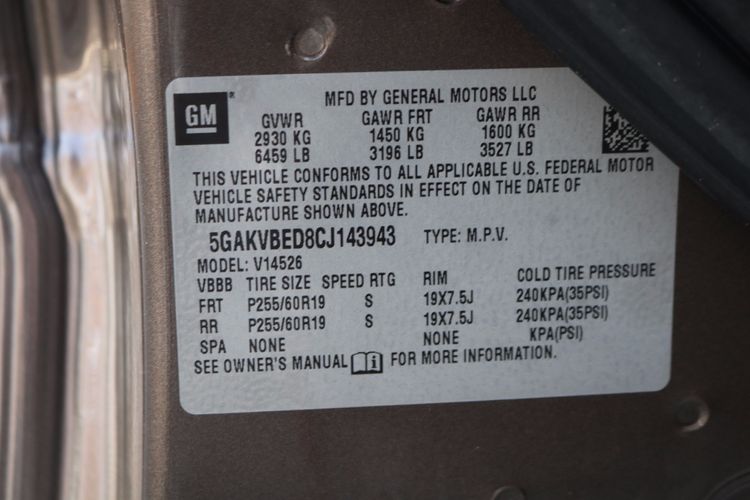 GM
MFD BY GENERAL MOTORS LLC
GVWR GAWR FRT GAWR RR
2930 KG 1450 KG 1600 KG
6459 LB 3196 LB 3527 LB
THIS VEHICLE CONFORMS TO ALL APPLICABLE U.S. FEDERAL MOTOR
VEHICLE SAFETY STANDARDS IN EFFECT ON THE DATE OF
MANUFACTURE SHOWN ABOVE.
5GAKVBED8CJ143943 TYPE: M.P.V.
MODEL: V14526
VBBB TIRE SIZE SPEED RTG RIM COLD TIRE PRESSURE
FRT P255/60R19 S 19X7.5J 240KPA(35PSI)
RR P255/60R19 S 19X7.5J 240KPA(35PSI)
SPA NONE NONE KPA(PSI)
SEE OWNER'S MANUAL FOR MORE INFORMATION.